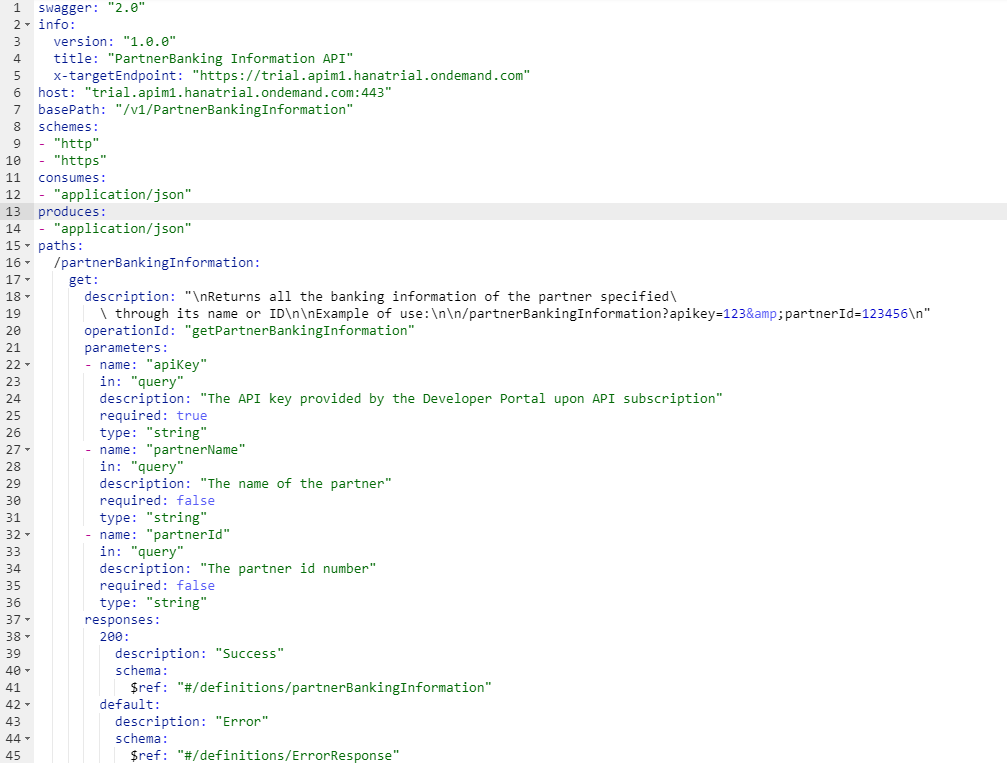 1 swagger: "2.0"
2 info:
3 version: "1.0.0"
4 title: "PartnerBanking Information API"
5 x-targetEndpoint: "https://trial.apim1.hanatrial.ondemand.com"
6 host: "trial.apim1.hanatrial.ondemand.com:443"
7 basePath: "/v1/PartnerBankingInformation"
8 schemes:
9 - "http"
10 - "https"
11 consumes:
12 - "application/json"
13 produces:
14 - "application/json"
15 paths:
16 /partnerBankingInformation:
17 get:
18 description: "\nReturns all the banking information of the partner specified\
19 \ through its name or ID\n\nExample of use:\n\n/partnerBankingInformation?apikey=123&amp;partnerId=123456\n"
20 operationId: "getPartnerBankingInformation"
21 parameters:
22 - name: "apiKey"
23 in: "query"
24 description: "The API key provided by the Developer Portal upon API subscription"
25 required: true
26 type: "string"
27 - name: "partnerName"
28 in: "query"
29 description: "The name of the partner"
30 required: false
31 type: "string"
32 - name: "partnerId"
33 in: "query"
34 description: "The partner id number"
35 required: false
36 type: "string"
37 responses:
38 200:
39 description: "Success"
40 schema:
41 $ref: "#/definitions/partnerBankingInformation"
42 default:
43 description: "Error"
44 schema:
45 $ref: "#/definitions/ErrorResponse"